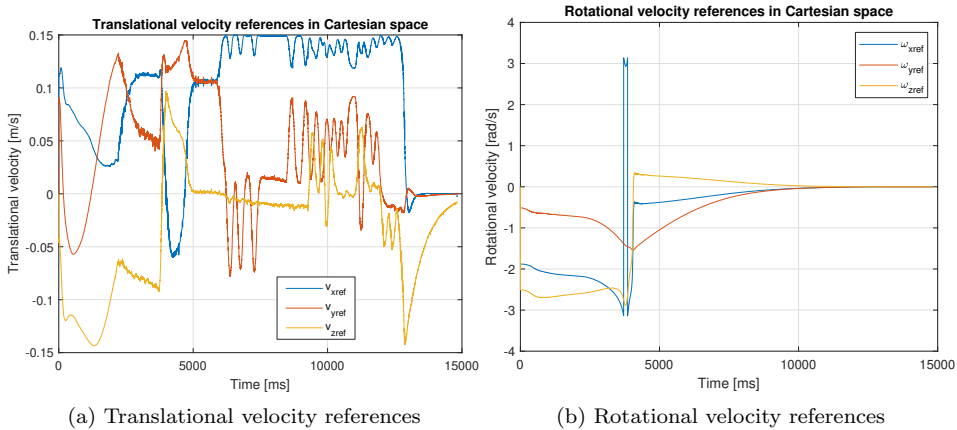 Translational velocity references in Cartesian space
0.15
0.1
0.05
0
-0.05
-0.1
-0.15
Translational velocity [m/s]
v_xref
v_yref
v_zref
0 5000 10000 15000
Time [ms]
(a) Translational velocity references
Rotational velocity references in Cartesian space
4
3
2
1
0
-1
-2
-3
-4
Rotational velocity [rad/s]
ω_xref
ω_yref
ω_zref
0 5000 10000 15000
Time [ms]
(b) Rotational velocity references